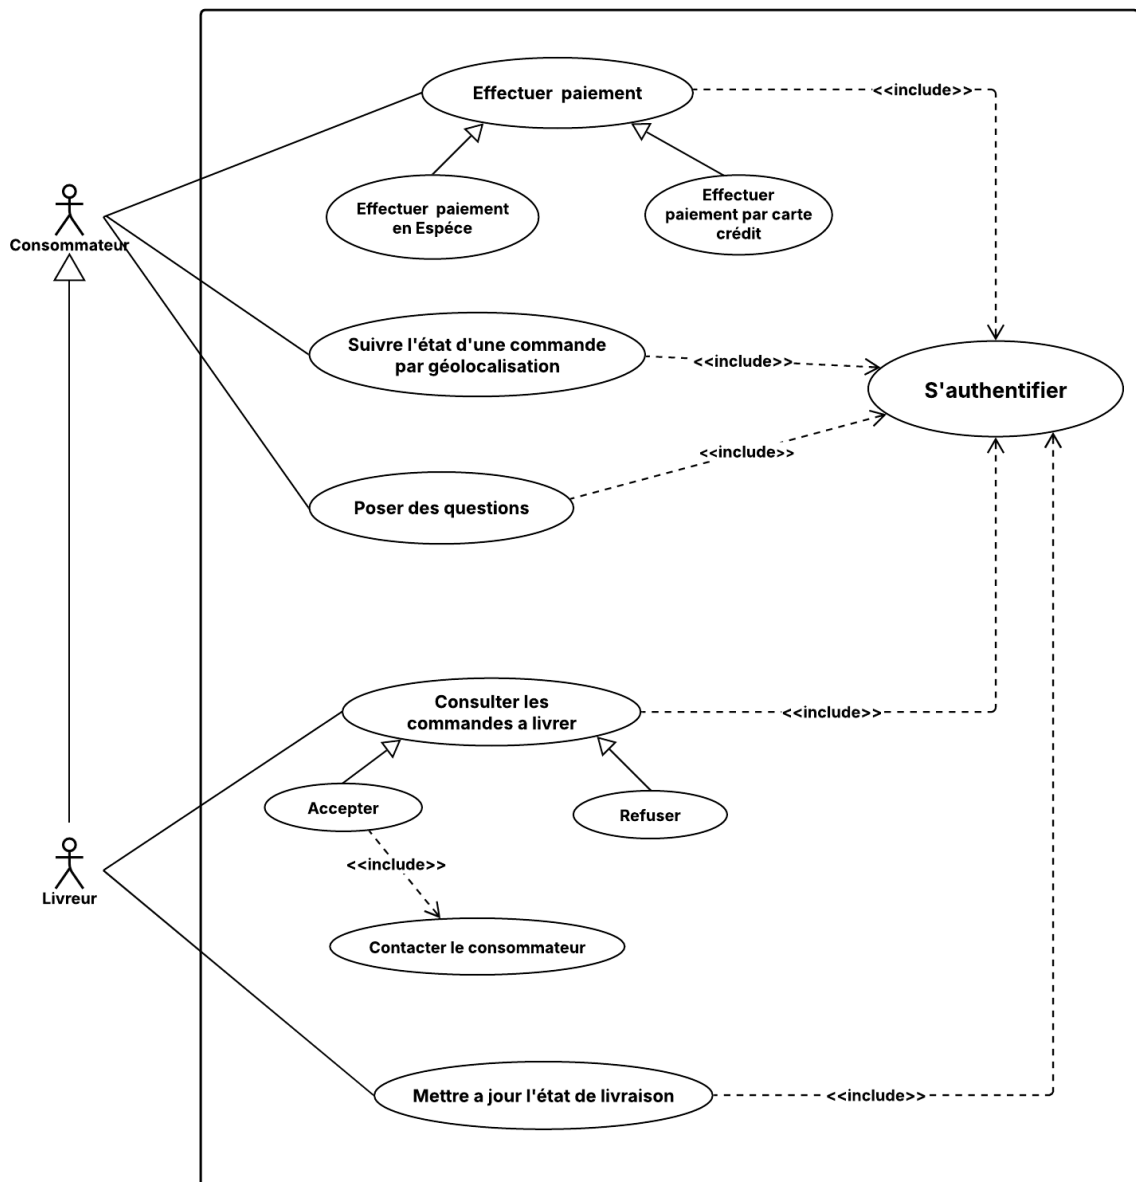 Effectuer  paiement
<<include>>
Effectuer  paiement
en Espéce
Effectuer
paiement par carte
crédit
Consommateur
Suivre l'état d'une commande
par géolocalisation
<<include>>
S'authentifier
<<include>>
Poser des questions
Consulter les
commandes a livrer
<<include>>
Accepter
Refuser
<<include>>
Livreur
Contacter le consommateur
Mettre a jour l'état de livraison
<<include>>